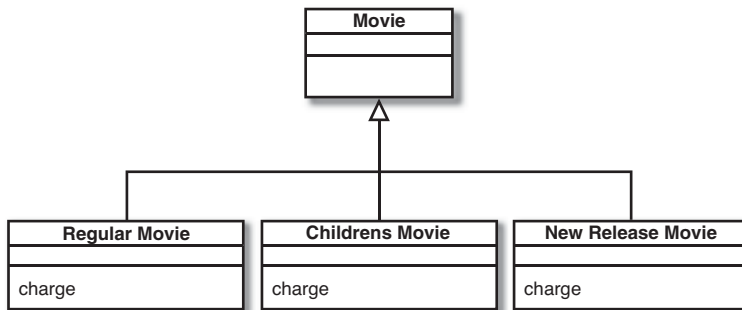 Movie
Regular Movie
Childrens Movie
New Release Movie
charge
charge
charge